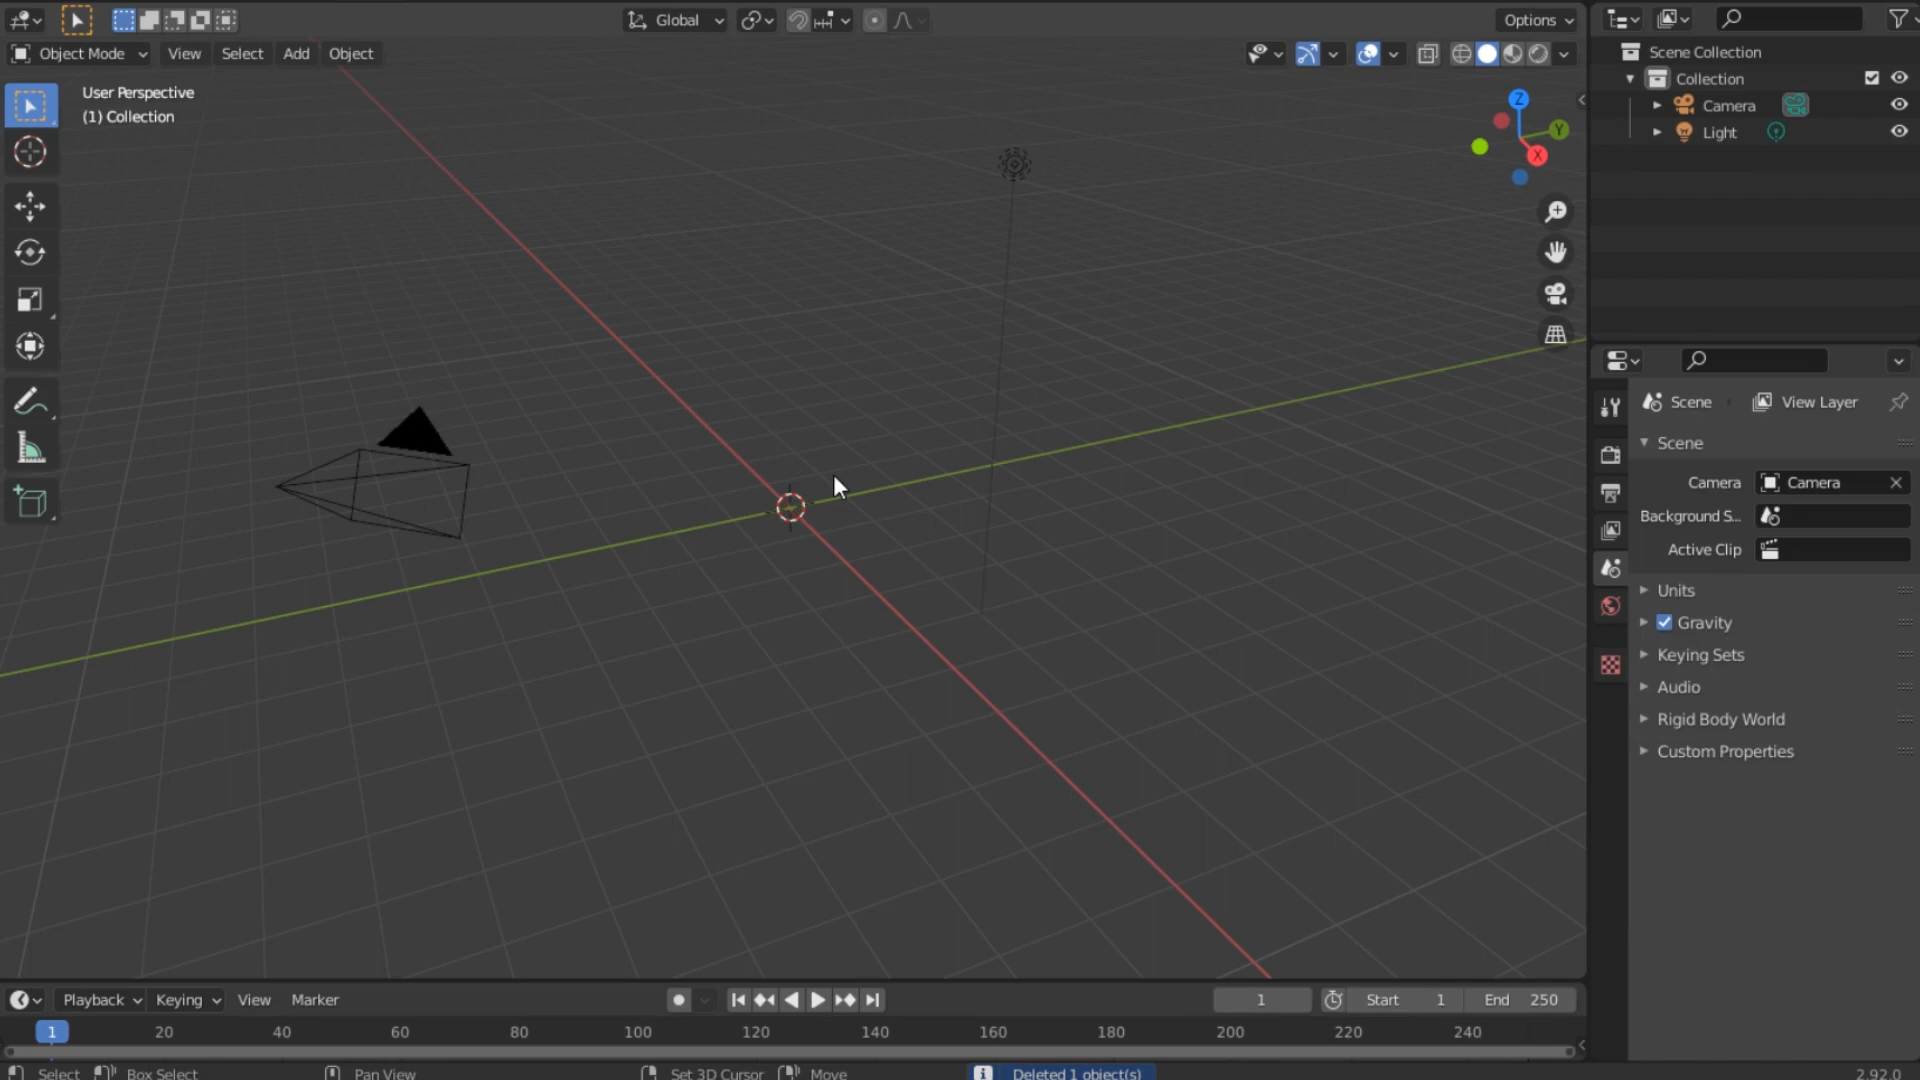 Global
Options
Object Mode View Select Add Object
User Perspective
(1) Collection
Z
Y
X
Scene Collection
Collection
Camera
Light
Scene View Layer
Scene
Camera Camera
Background S...
Active Clip
Units
Gravity
Keying Sets
Audio
Rigid Body World
Custom Properties
Playback Keying View Marker
1 Start 1 End 250
1 20 40 60 80 100 120 140 160 180 200 220 240
Select Box Select Pan View Set 3D Cursor Move Deleted 1 object(s) 2.92.0